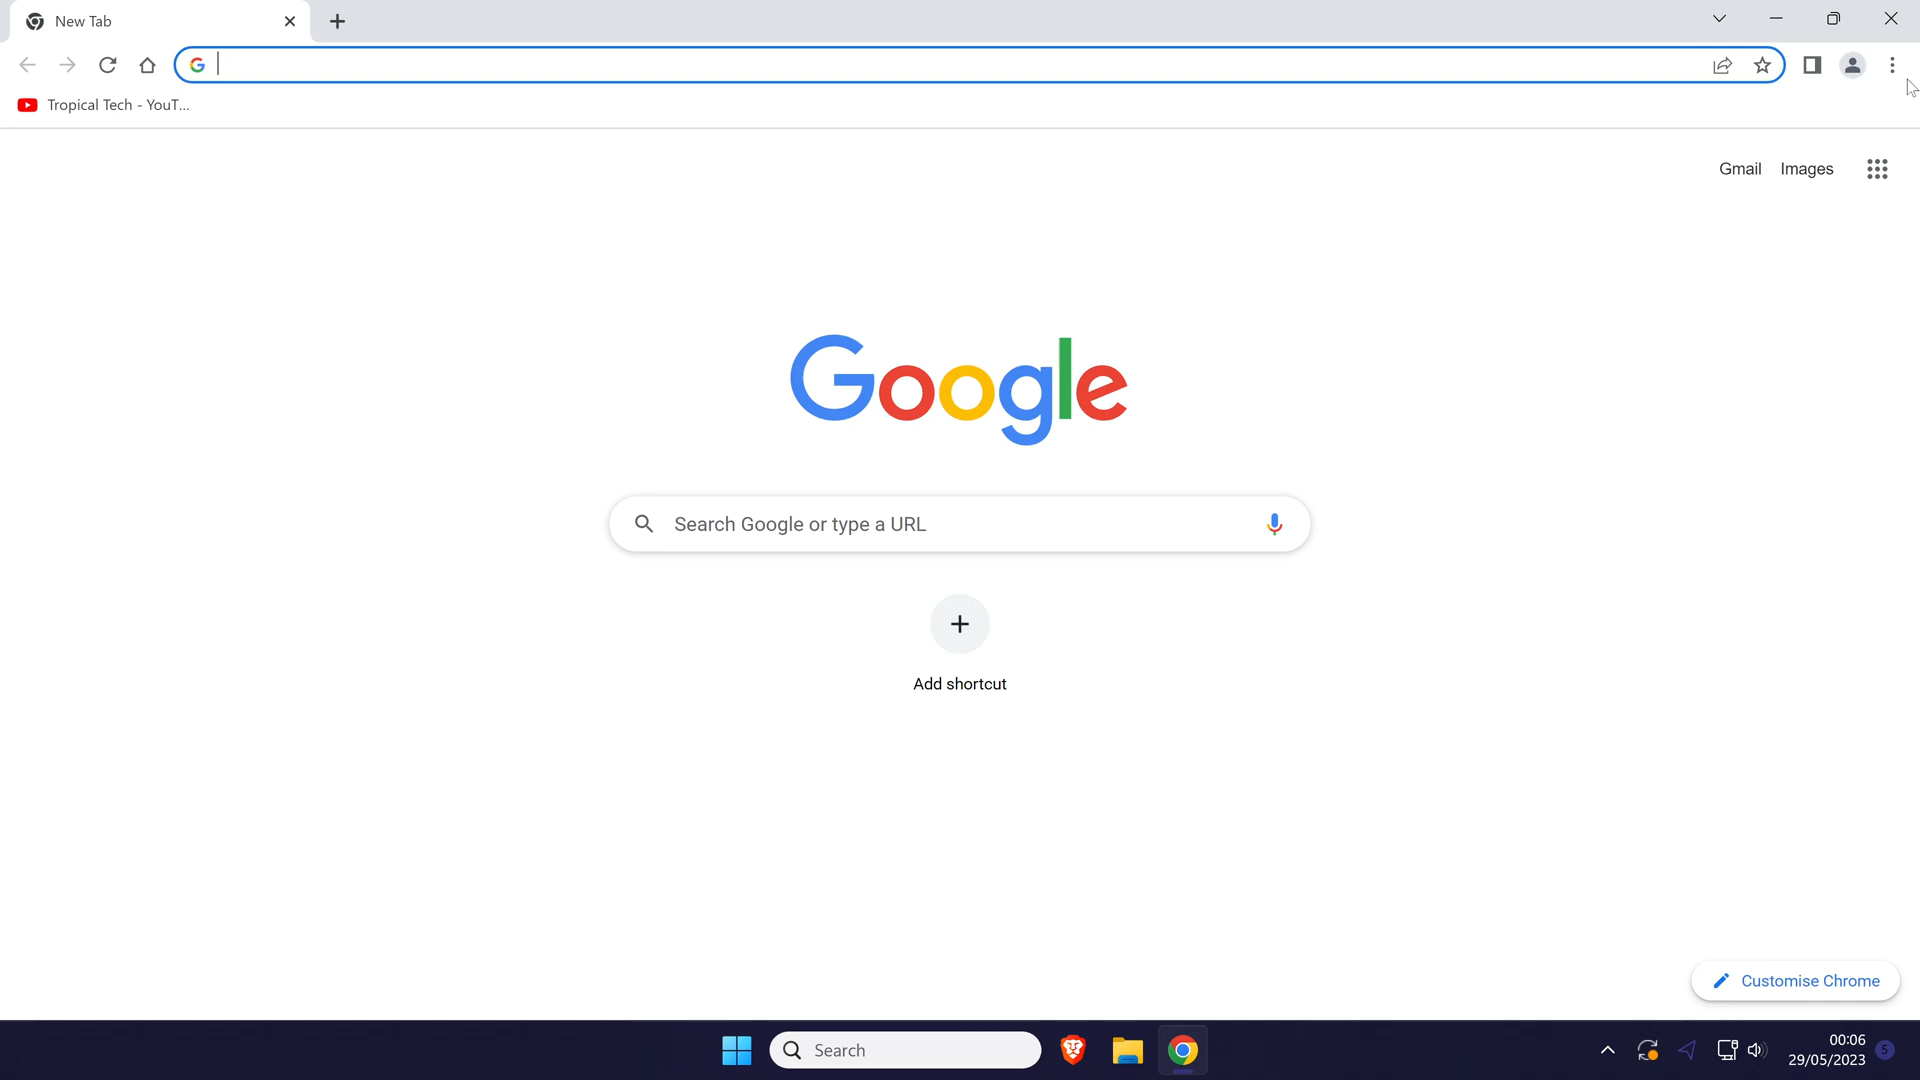 New Tab
Tropical Tech - YouT...
Gmail Images
Google
Search Google or type a URL
Add shortcut
Customise Chrome
Search
00:06
29/05/2023
5